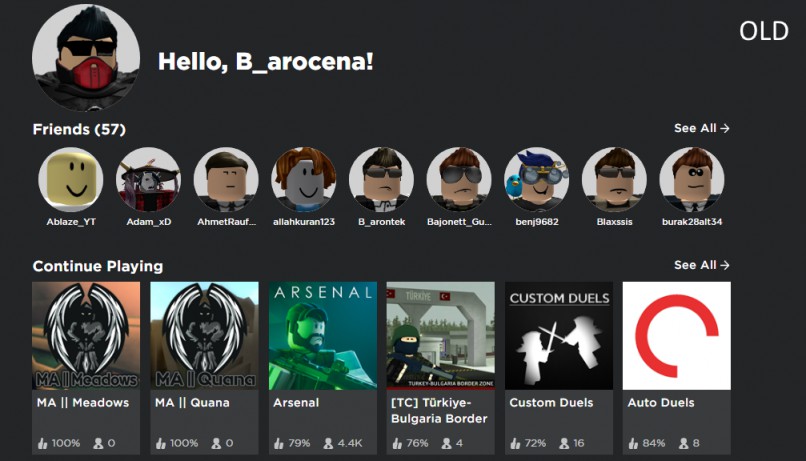 OLD
Hello, B_arocena!
Friends (57)
See All →
Ablaze_YT
Adam_xD
AhmetRauf...
allahkuran123
B_arontek
Bajonett_Gu...
benj9682
Blaxssis
burak28alt34
Continue Playing
See All →
MA || Meadows
MA || Quana
ARSENAL
TÜRKİYE
TURKEY-BULGARIA BORDER ZONE
CUSTOM DUELS
MA || Meadows
100% 0
MA || Quana
100% 0
Arsenal
79% 4.4K
[TC] Türkiye-
Bulgaria Border
76% 4
Custom Duels
72% 16
Auto Duels
84% 8